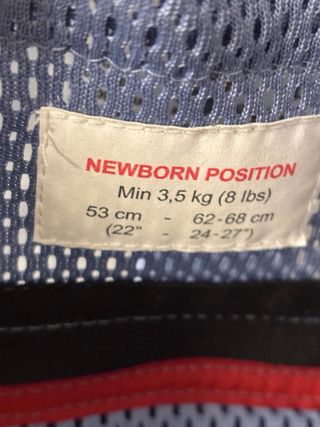 NEWBORN POSITION
Min 3,5 kg (8 lbs)
53 cm - 62-68 cm
(22" - 24-27")